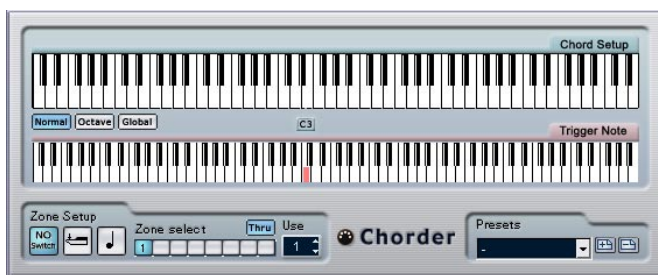 Chord Setup
Normal Octave Global
C3
Trigger Note
Zone Setup
NO Switch
Zone select
1
Thru
Use
1
Chorder
Presets
-